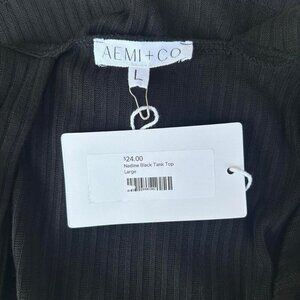 AEMI+CO
L
$24.00
Nadine Black Tank Top
Large